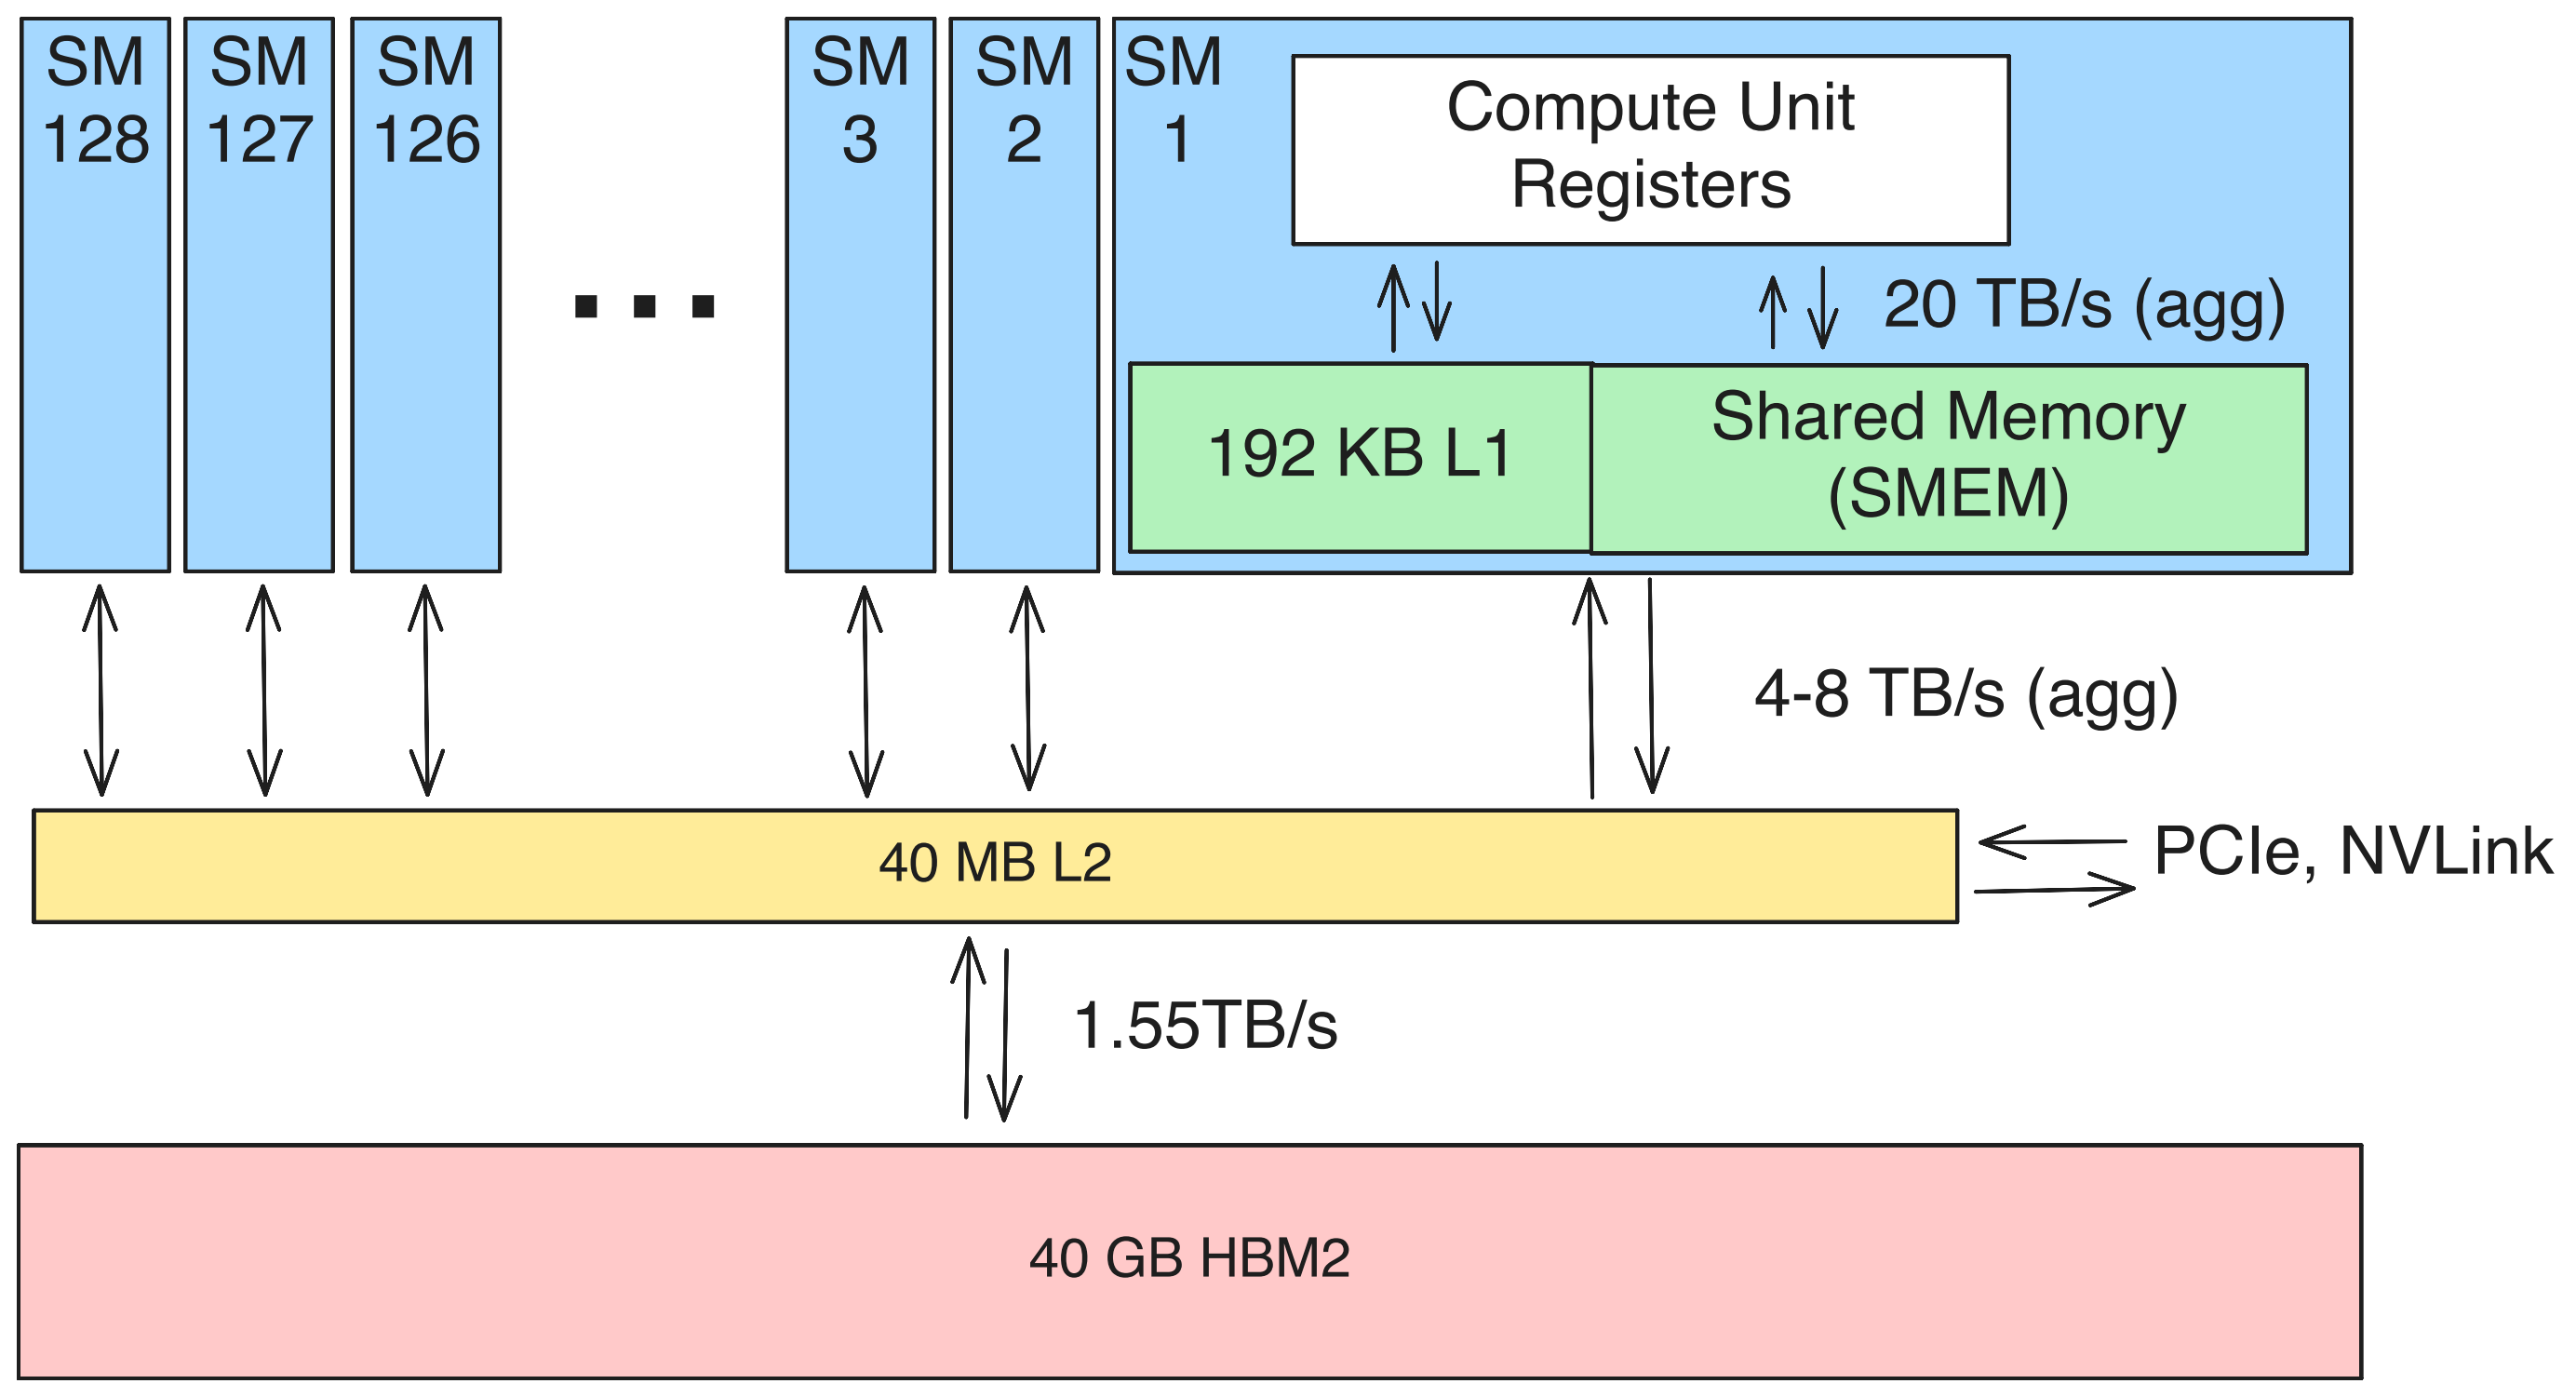 SM
128
SM
127
SM
126
SM
3
SM
2
SM
1
Compute Unit
Registers
20 TB/s (agg)
192 KB L1
Shared Memory
(SMEM)
4-8 TB/s (agg)
40 MB L2
PCIe, NVLink
1.55TB/s
40 GB HBM2